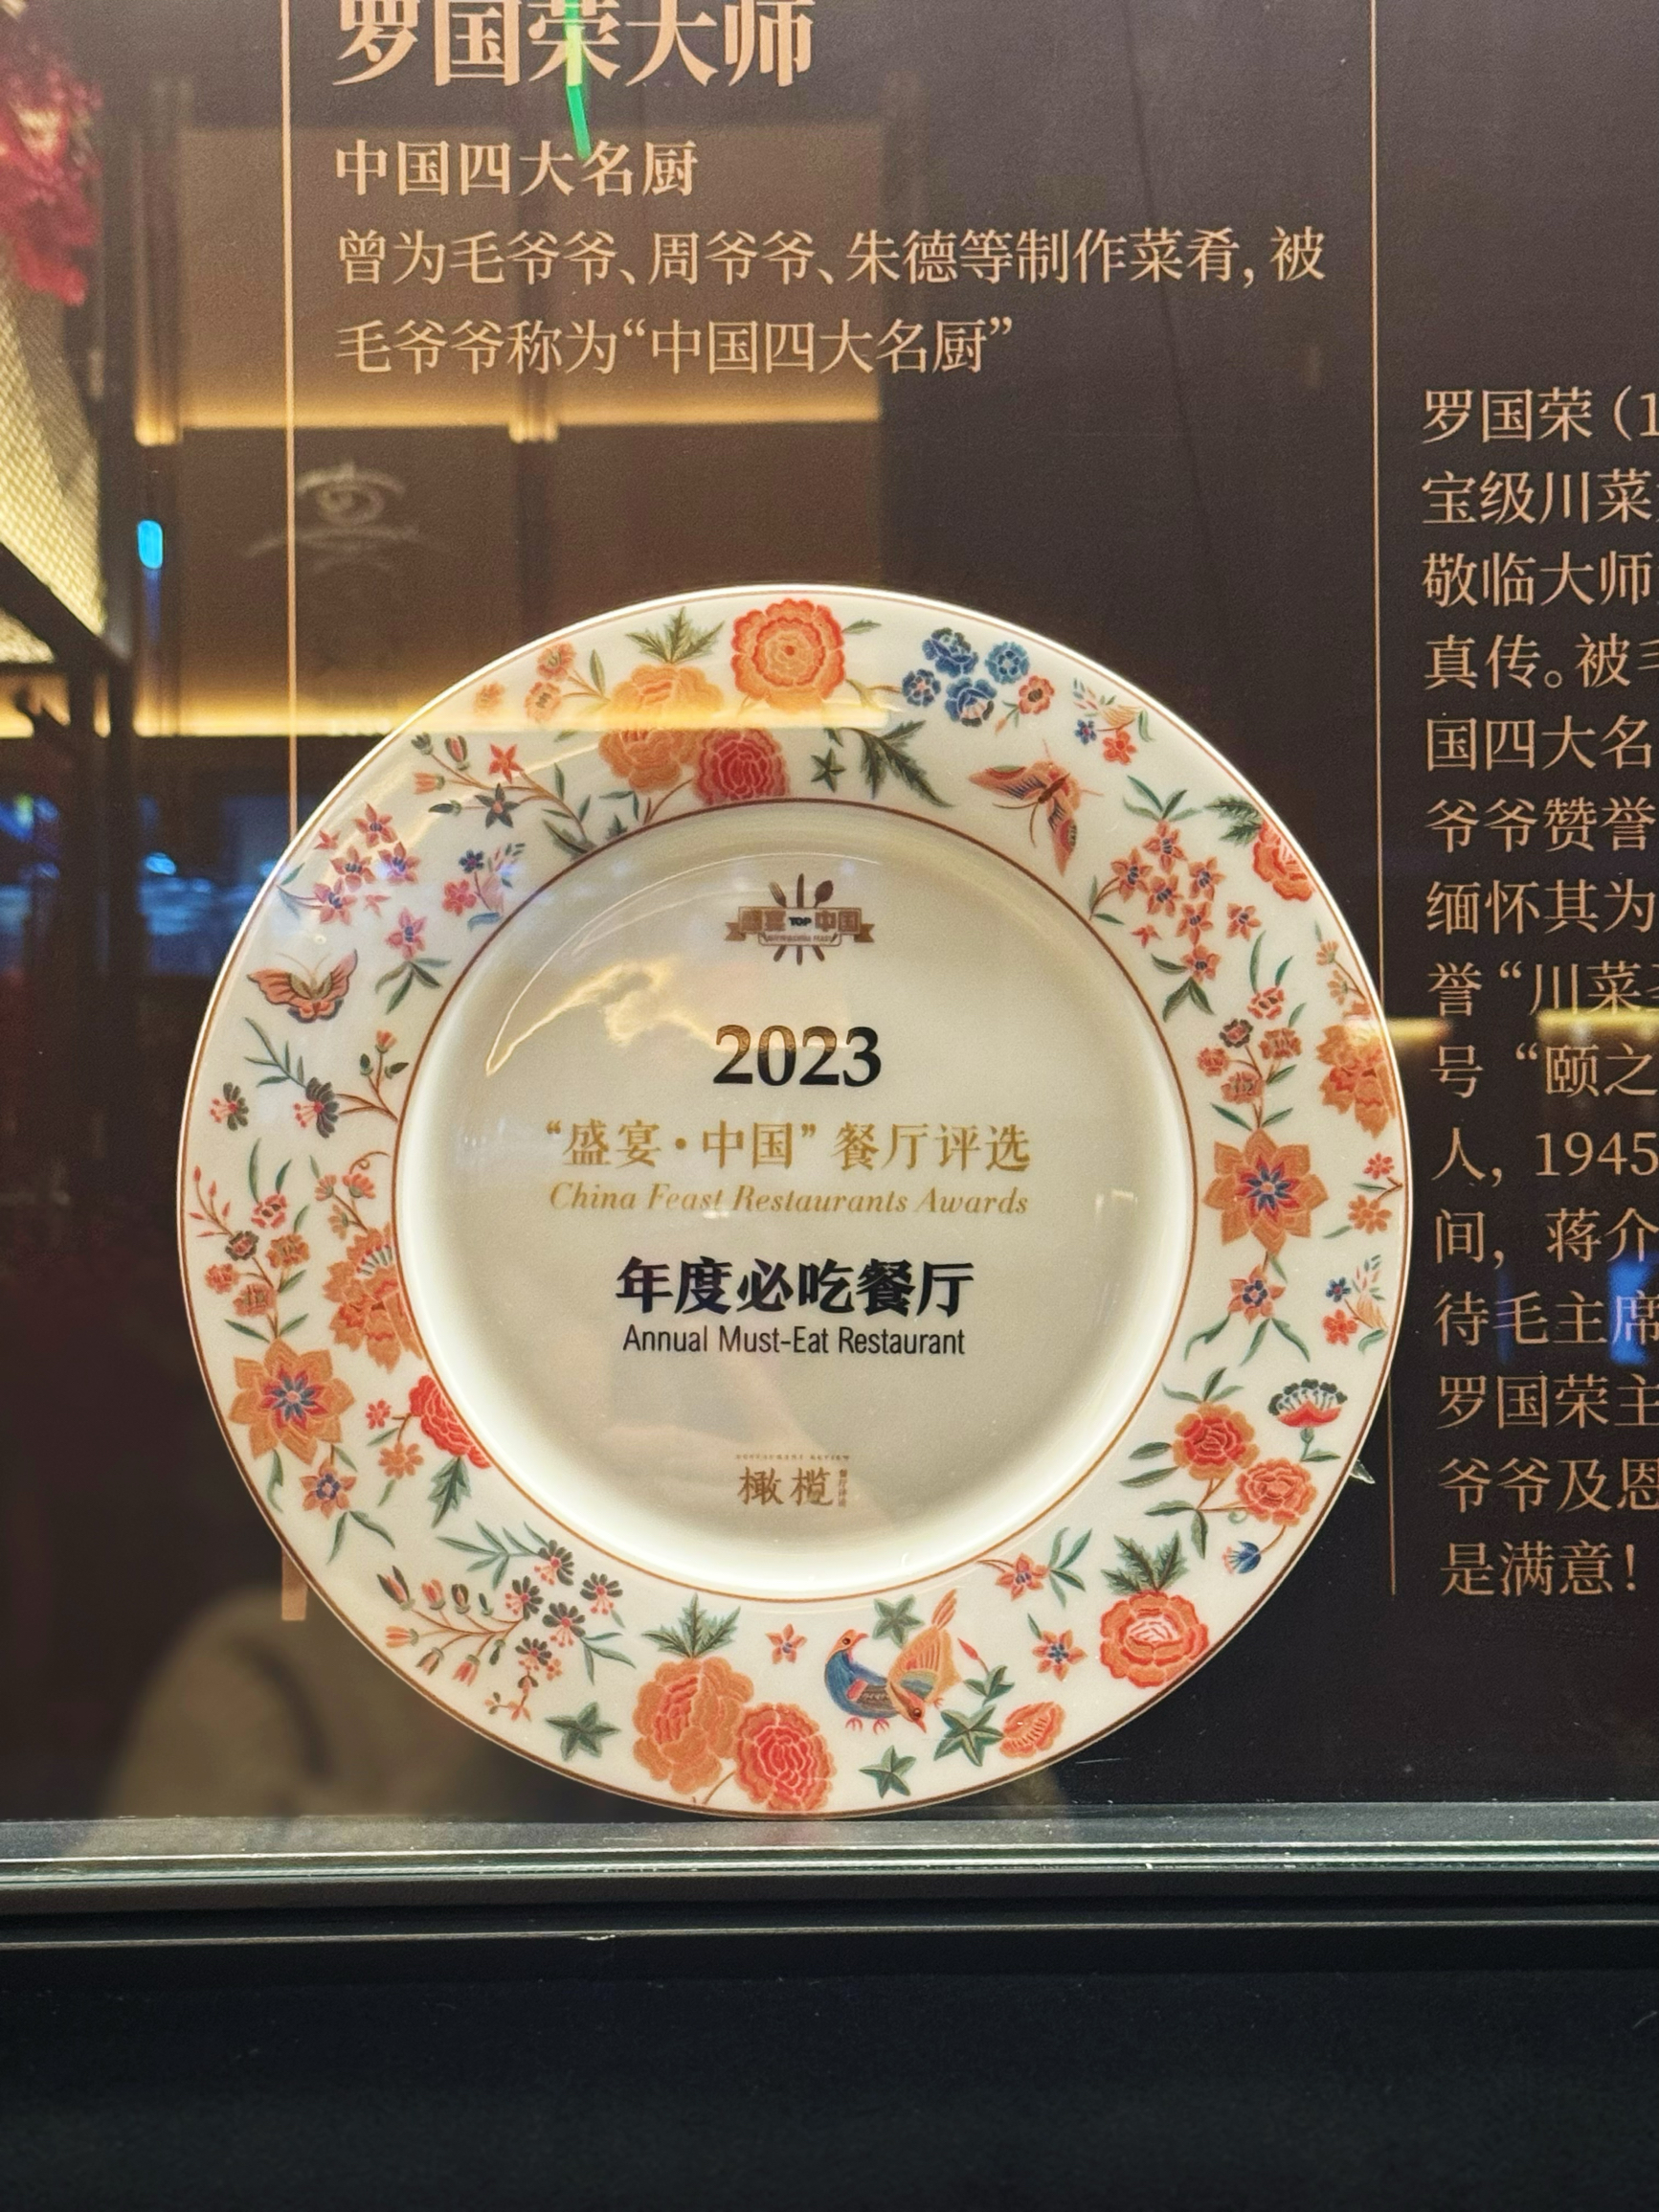 罗国荣大师
中国四大名厨
曾为毛爷爷、周爷爷、朱德等制作菜肴，被
毛爷爷称为“中国四大名厨”
罗国荣（1
宝级川菜
敬临大师
真传。被
国四大名
爷爷赞誉
缅怀其为
誉“川菜
号“颐之
人，1945
间，蒋介
待毛主席
罗国荣主
爷爷及恩
是满意！
盛宴 TOP 中国
2023
“盛宴·中国”餐厅评选
China Feast Restaurants Awards
年度必吃餐厅
Annual Must-Eat Restaurant
橄榄